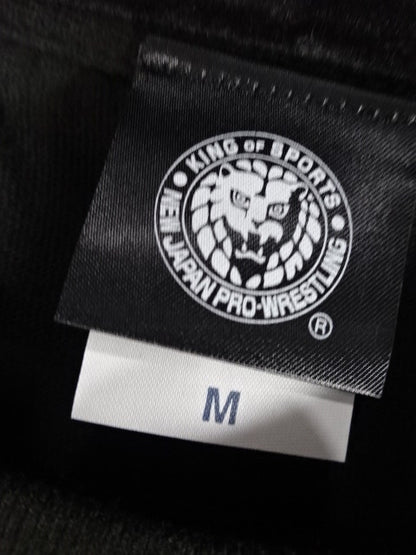 • KING OF SPORTS •
NEW JAPAN PRO-WRESTLING
®
M